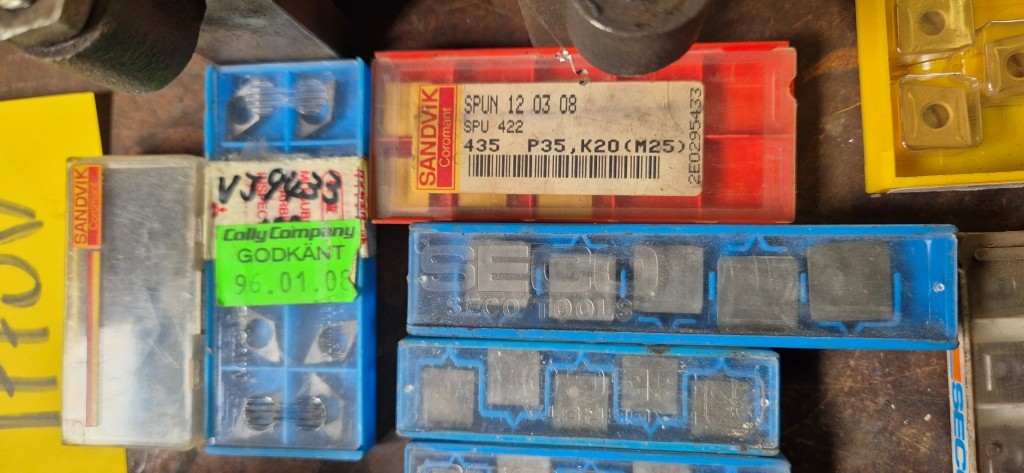 SANDVIK
Coromant
VJ9433
Colly Company
GODKÄNT
96.01.08
SANDVIK
Coromant
SPUN 12 03 08
SPU 422
435 P35,K20(M25)
2E0295433
SECO
SECO TOOLS
SECO